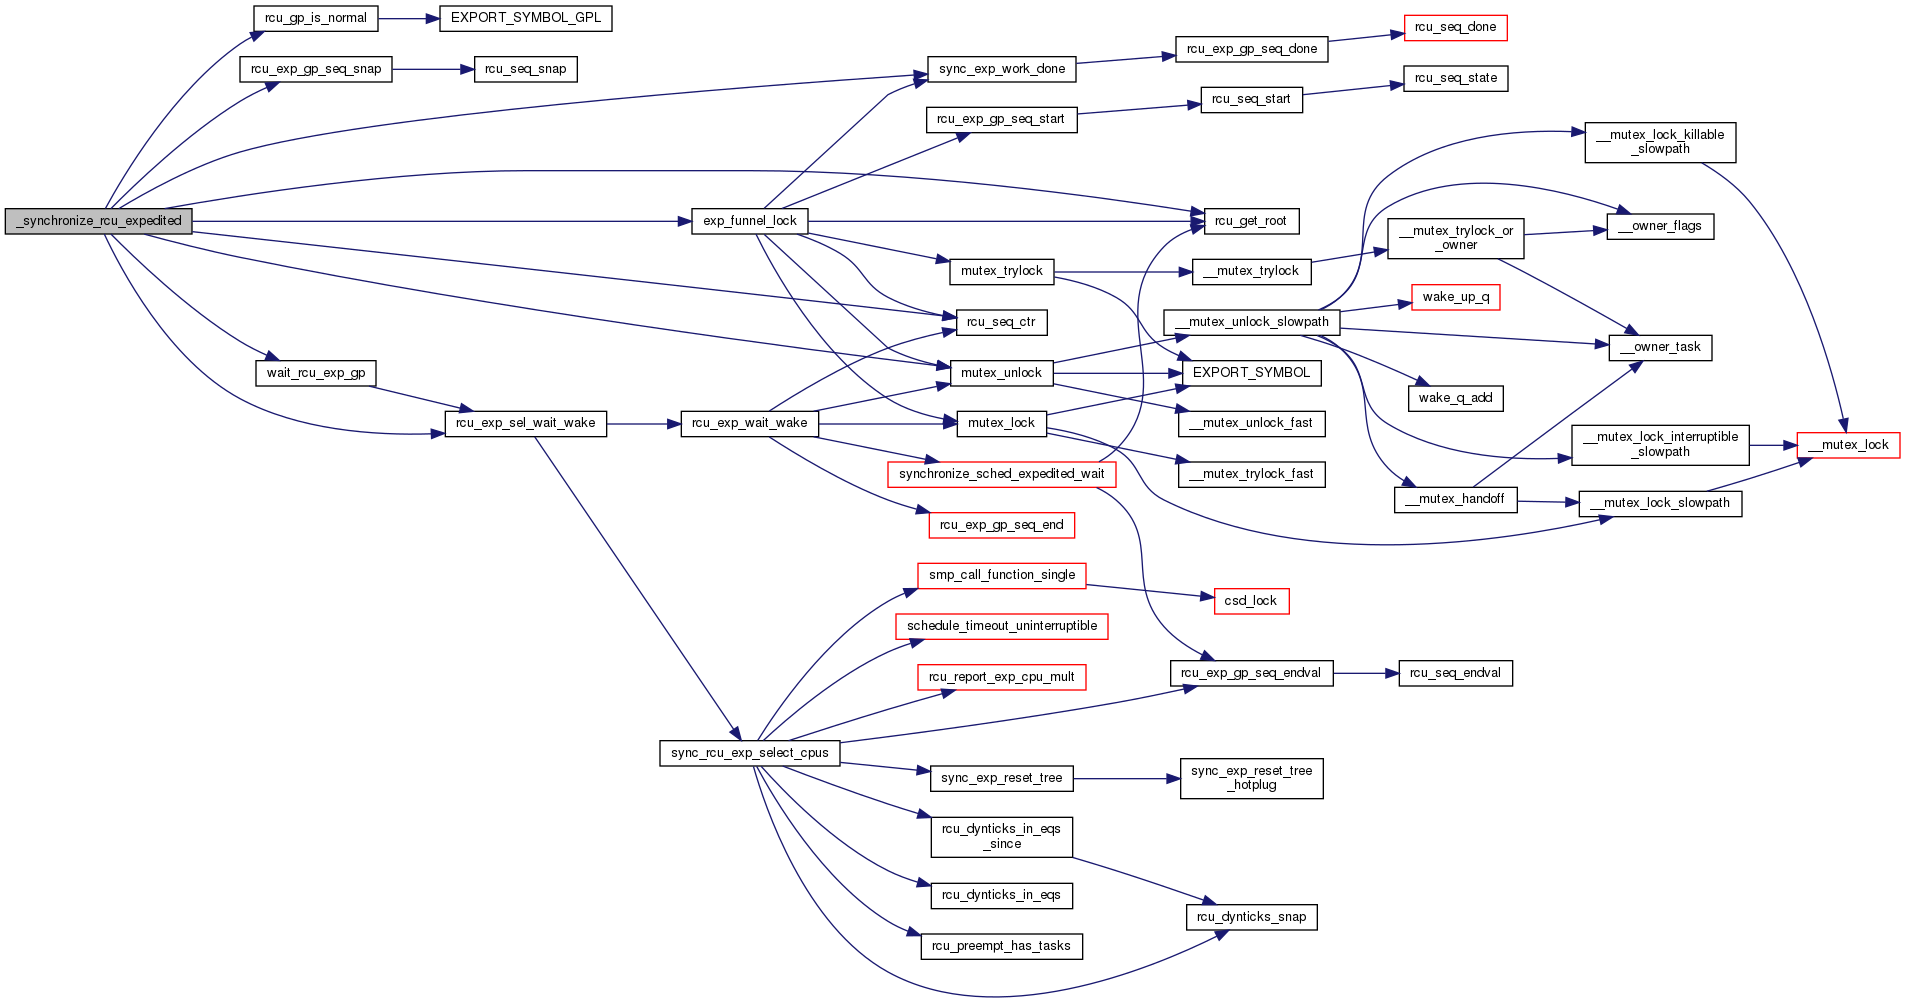 rcu_gp_is_normal
EXPORT_SYMBOL_GPL
rcu_seq_done
rcu_exp_gp_seq_done
rcu_exp_gp_seq_snap
rcu_seq_snap
sync_exp_work_done
rcu_seq_state
rcu_seq_start
rcu_exp_gp_seq_start
__mutex_lock_killable
_slowpath
_synchronize_rcu_expedited
exp_funnel_lock
rcu_get_root
__owner_flags
__mutex_trylock_or
_owner
mutex_trylock
__mutex_trylock
wake_up_q
rcu_seq_ctr
__mutex_unlock_slowpath
__owner_task
wait_rcu_exp_gp
mutex_unlock
EXPORT_SYMBOL
wake_q_add
rcu_exp_sel_wait_wake
rcu_exp_wait_wake
mutex_lock
__mutex_unlock_fast
__mutex_lock_interruptible
_slowpath
__mutex_lock
synchronize_sched_expedited_wait
__mutex_trylock_fast
__mutex_handoff
__mutex_lock_slowpath
rcu_exp_gp_seq_end
smp_call_function_single
csd_lock
schedule_timeout_uninterruptible
rcu_report_exp_cpu_mult
rcu_exp_gp_seq_endval
rcu_seq_endval
sync_rcu_exp_select_cpus
sync_exp_reset_tree
sync_exp_reset_tree
_hotplug
rcu_dynticks_in_eqs
_since
rcu_dynticks_in_eqs
rcu_dynticks_snap
rcu_preempt_has_tasks